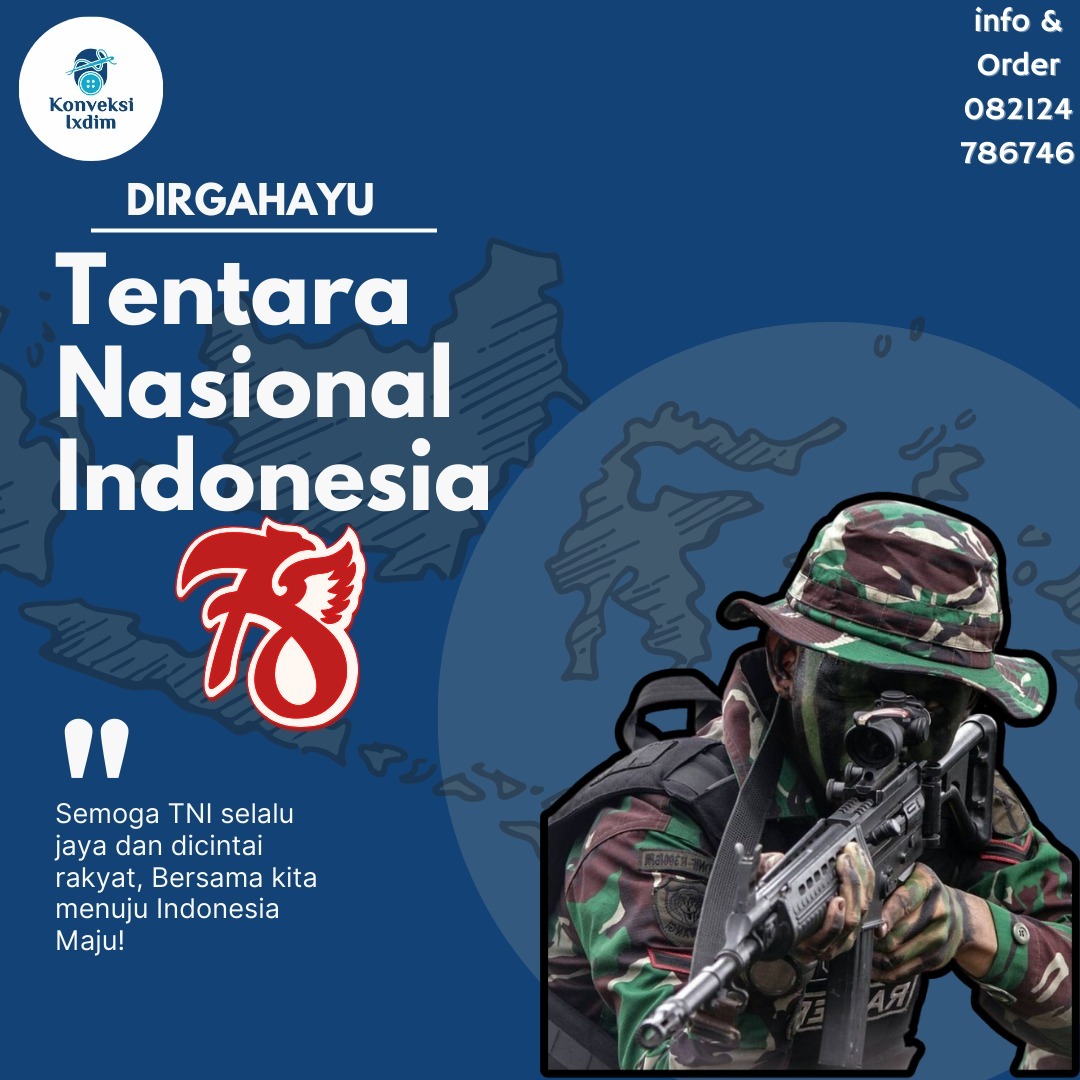 Konveksi
Ixdim
info &
Order
082124
786746
DIRGAHAYU
Tentara
Nasional
Indonesia
78
"
Semoga TNI selalu
jaya dan dicintai
rakyat, Bersama kita
menuju Indonesia
Maju!